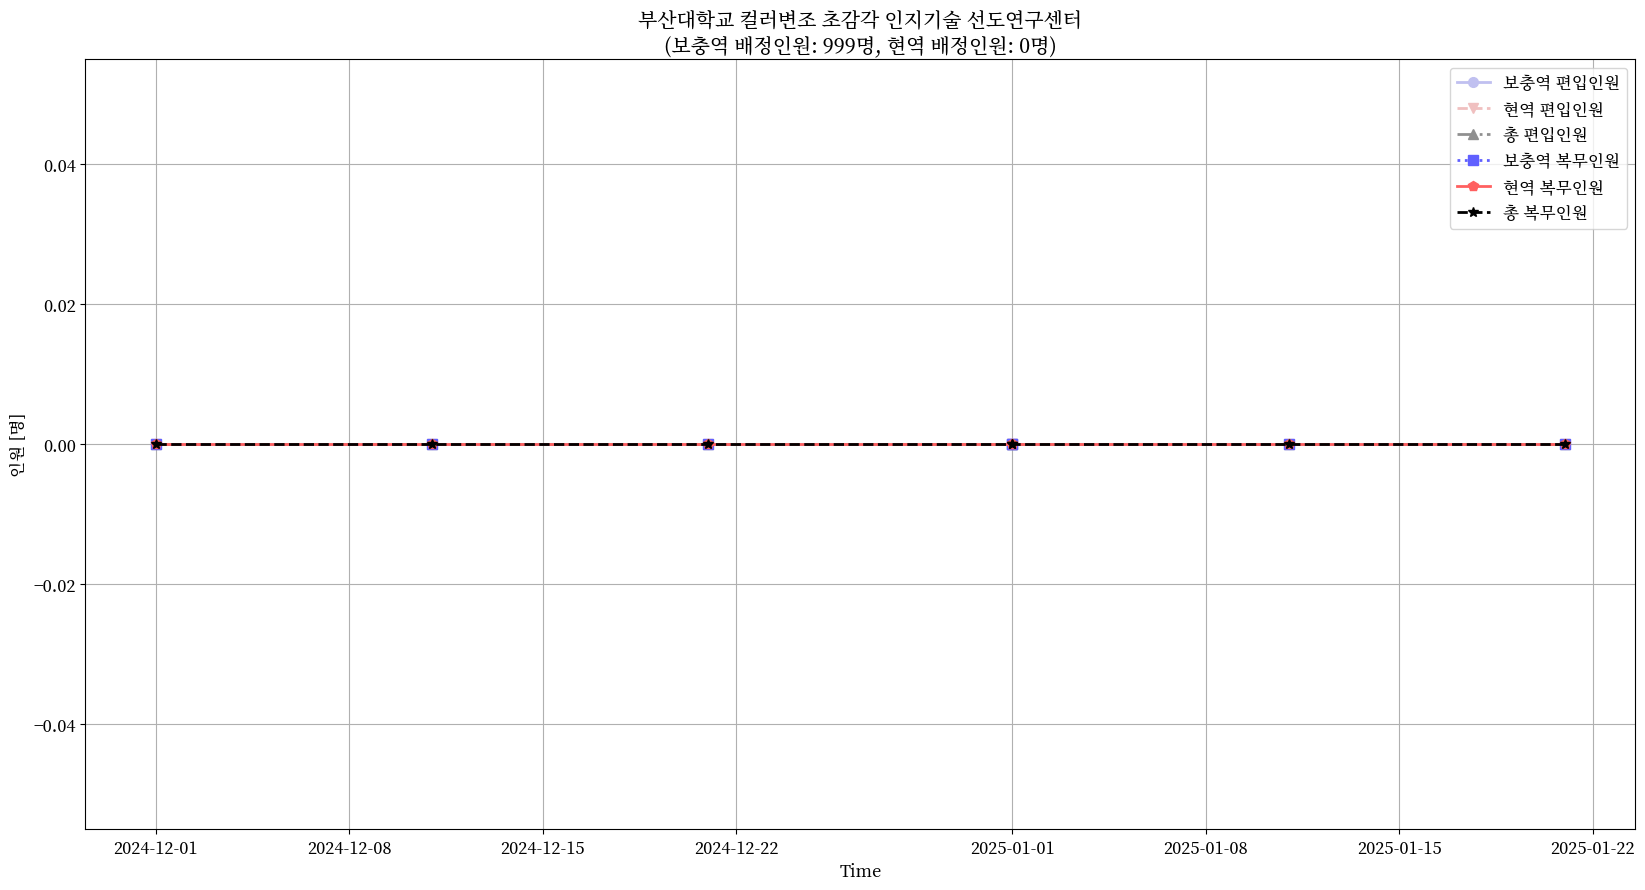 부산대학교 컬러변조 초감각 인지기술 선도연구센터
(보충역 배정인원: 999명, 현역 배정인원: 0명)
보충역 편입인원
현역 편입인원
총 편입인원
보충역 복무인원
현역 복무인원
총 복무인원
인원 [명]
0.04
0.02
0.00
−0.02
−0.04
2024-12-01
2024-12-08
2024-12-15
2024-12-22
2025-01-01
2025-01-08
2025-01-15
2025-01-22
Time